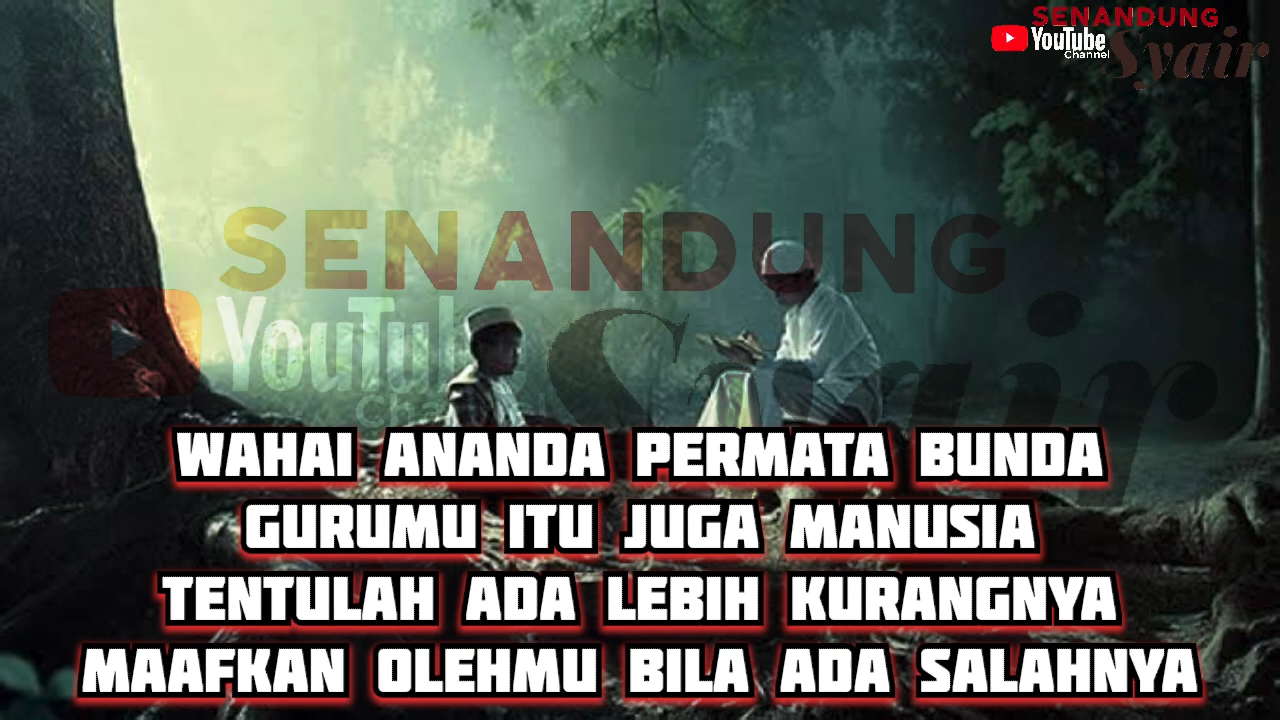 SENANDUNG
YouTube Syair
Channel
SENANDUNG
YouTube Syair
Channel
WAHAI ANANDA PERMATA BUNDA
GURUMU ITU JUGA MANUSIA
TENTULAH ADA LEBIH KURANGNYA
MAAFKAN OLEHMU BILA ADA SALAHNYA